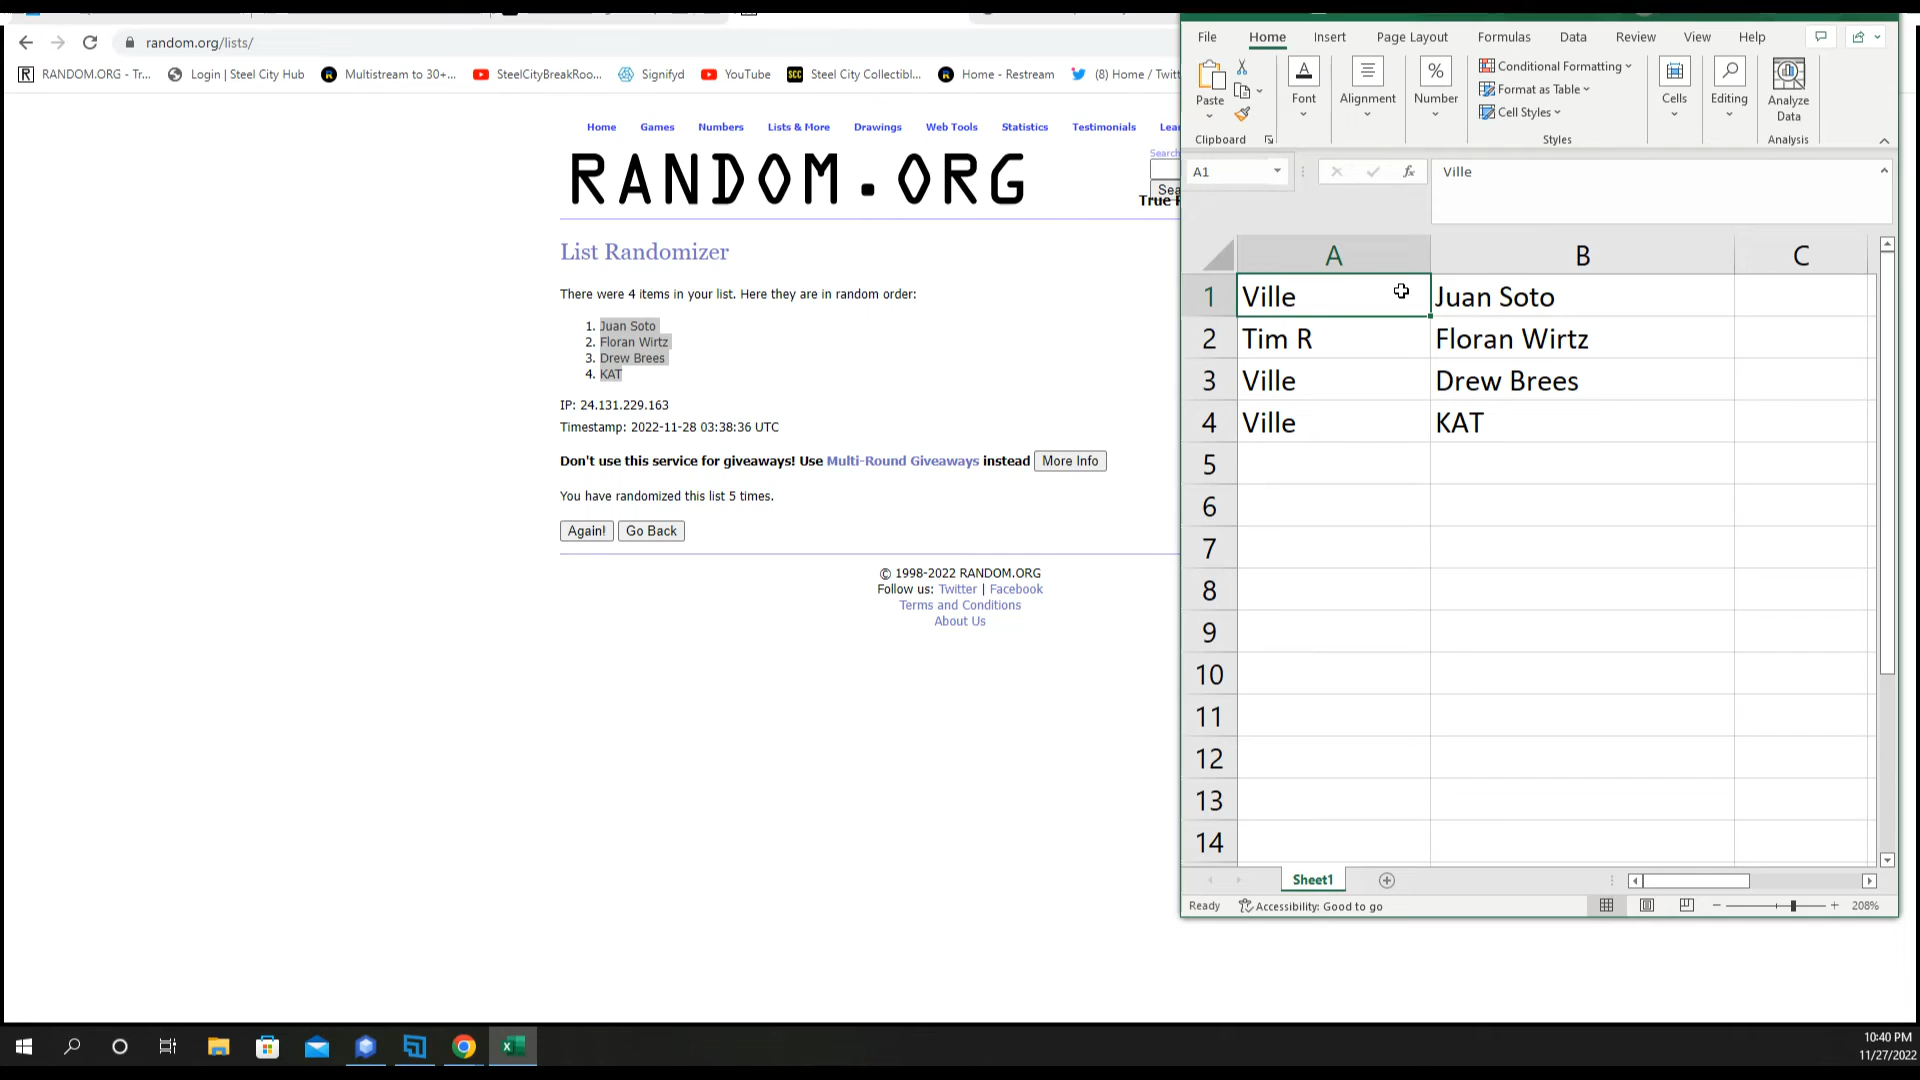 random.org/lists/
RANDOM.ORG - Tr...
Login | Steel City Hub
Multistream to 30+...
SteelCityBreakRoo...
Signifyd
YouTube
Steel City Collectibl...
Home - Restream
(8) Home / Twitt
Home Games Numbers Lists & More Drawings Web Tools Statistics Testimonials Lea
RANDOM.ORG
Search
Sea
True
List Randomizer
There were 4 items in your list. Here they are in random order:
1. Juan Soto
2. Floran Wirtz
3. Drew Brees
4. KAT
IP: 24.131.229.163
Timestamp: 2022-11-28 03:38:36 UTC
Don't use this service for giveaways! Use Multi-Round Giveaways instead More Info
You have randomized this list 5 times.
Again! Go Back
© 1998-2022 RANDOM.ORG
Follow us: Twitter | Facebook
Terms and Conditions
About Us
File Home Insert Page Layout Formulas Data Review View Help
Paste
Clipboard
Font
Alignment
Number
Conditional Formatting
Format as Table
Cell Styles
Styles
Cells
Editing
Analyze
Data
Analysis
A1
fx
Ville
A B C
1 Ville Juan Soto
2 Tim R Floran Wirtz
3 Ville Drew Brees
4 Ville KAT
5
6
7
8
9
10
11
12
13
14
Sheet1
Ready Accessibility: Good to go 208%
10:40 PM
11/27/2022